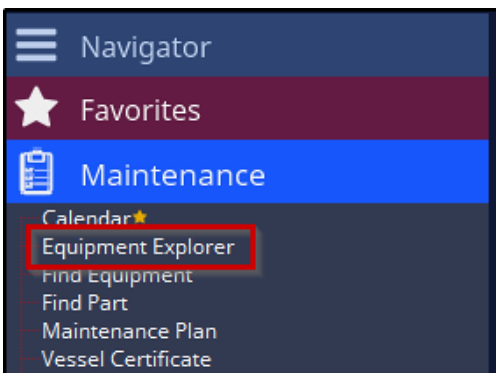 Navigator
Favorites
Maintenance
Calendar
Equipment Explorer
Find Equipment
Find Part
Maintenance Plan
Vessel Certificate